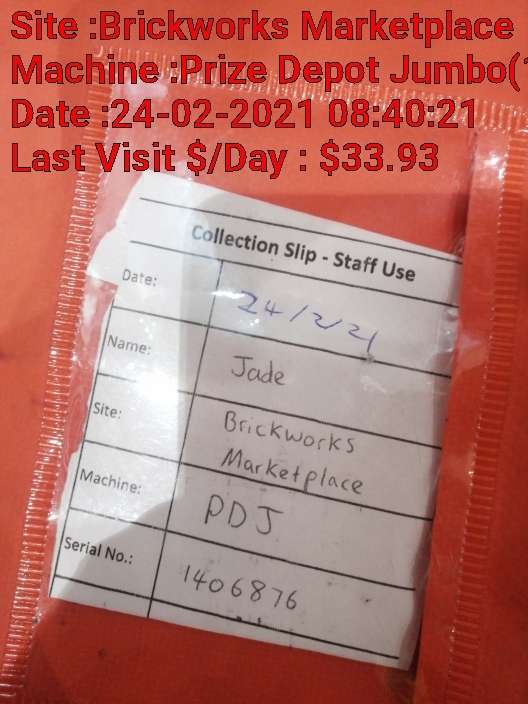 Site :Brickworks Marketplace
Machine :Prize Depot Jumbo(
Date :24-02-2021 08:40:21
Last Visit $/Day : $33.93
Collection Slip - Staff Use
Date: 24/2/21
Name: Jade
Site: Brickworks
Marketplace
Machine: PDJ
Serial No.: 1406876